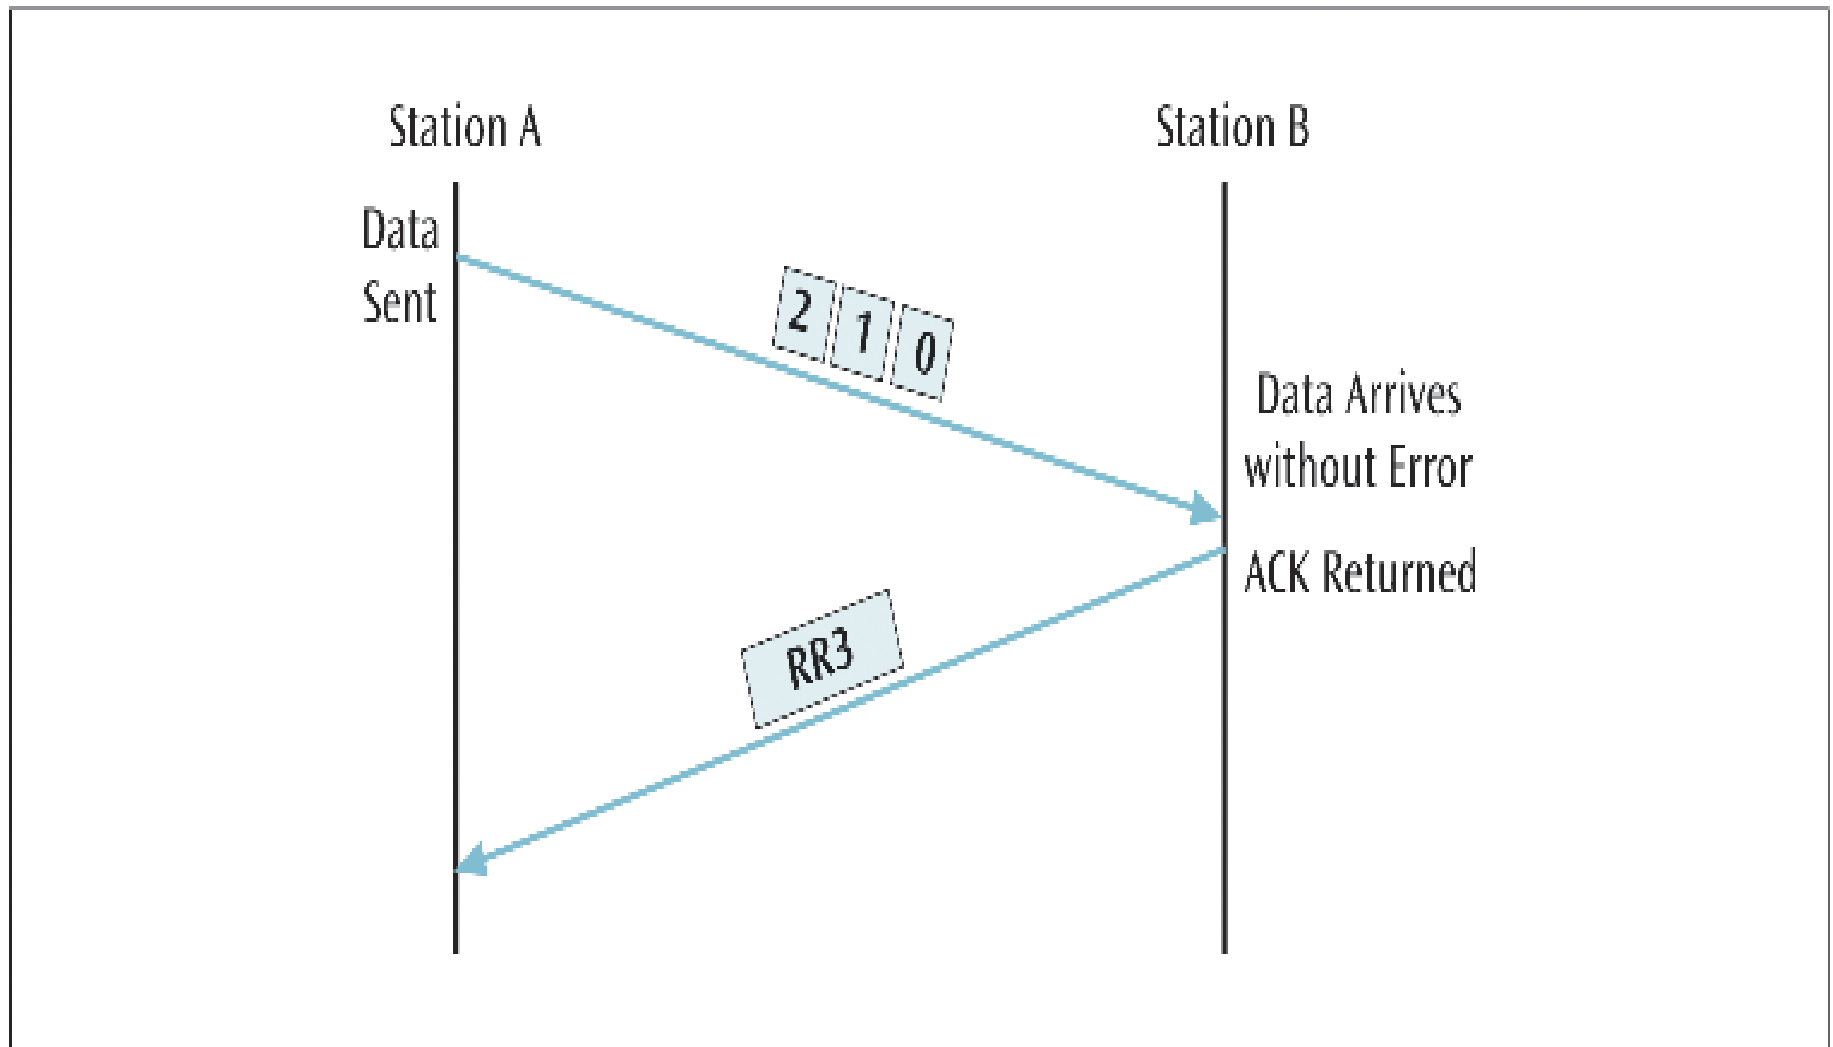 Station A
Station B
Data
Sent
2 1 0
Data Arrives
without Error
ACK Returned
RR3